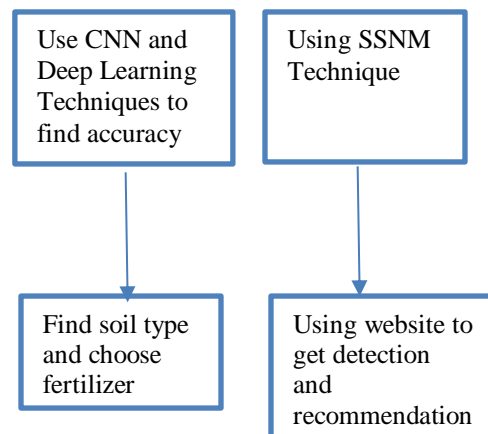 Use CNN and
Deep Learning
Techniques to
find accuracy
Using SSNM
Technique
Find soil type
and choose
fertilizer
Using website to
get detection
and
recommendation